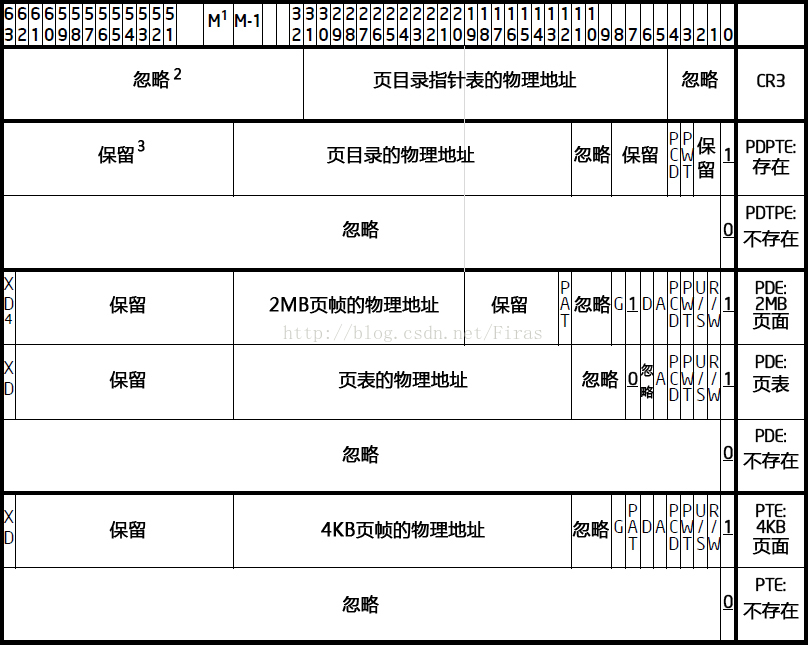 6 6 6 6 5 5 5 5 5 5 5 5 5 M¹ M-1 3 3 3 2 2 2 2 2 2 2 2 2 2 1 1 1 1 1 1 1 1 1 1
3 2 1 0 9 8 7 6 5 4 3 2 1 2 1 0 9 8 7 6 5 4 3 2 1 0 9 8 7 6 5 4 3 2 1 0 9 8 7 6 5 4 3 2 1 0
忽略² 页目录指针表的物理地址 忽略 CR3
保留³ 页目录的物理地址 忽略 保留 PCD PWT 保留 1 PDPTE: 存在
忽略 0 PDTPE: 不存在
XD4 保留 2MB页帧的物理地址 保留 PAT 忽略 G 1 D A PCD PWT U/S R/W 1 PDE: 2MB 页面
http://blog.csdn.net/Firas
XD 保留 页表的物理地址 忽略 0 忽略 A PCD PWT U/S R/W 1 PDE: 页表
忽略 0 PDE: 不存在
XD 保留 4KB页帧的物理地址 忽略 G PAT D A PCD PWT U/S R/W 1 PTE: 4KB 页面
忽略 0 PTE: 不存在